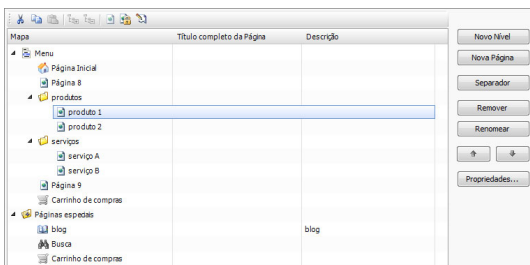 Mapa Título completo da Página Descrição
Menu
Página Inicial
Página 8
produtos
produto 1
produto 2
serviços
serviço A
serviço B
Página 9
Carrinho de compras
Páginas espedais
blog blog
Busca
Carrinho de compras
Novo Nível
Nova Página
Separador
Remover
Renomear
Propriedades...